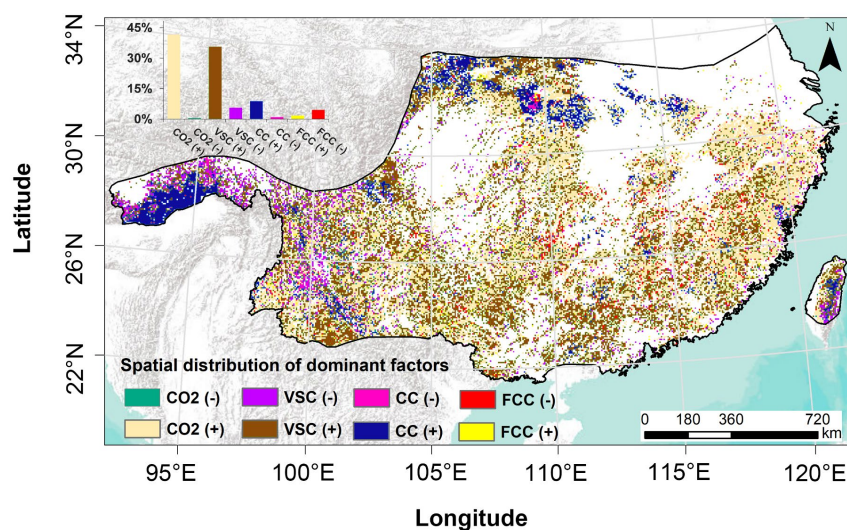 34°N
30°N
26°N
22°N
Latitude
45%
30%
15%
0%
CO2 (+)
CO2 (-)
VSC (+)
VSC (-)
CC (+)
CC (-)
FCC (+)
FCC (-)
N
Spatial distribution of dominant factors
CO2 (-) VSC (-) CC (-) FCC (-)
CO2 (+) VSC (+) CC (+) FCC (+)
0 180 360 720
km
95°E 100°E 105°E 110°E 115°E 120°E
Longitude